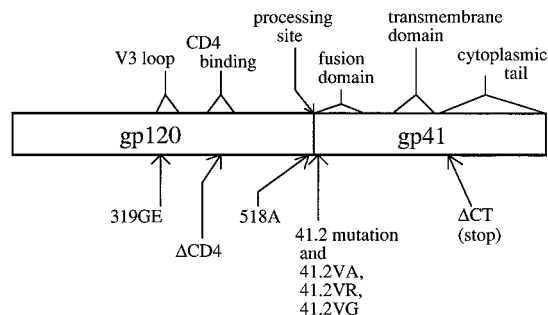 processing
site
transmembrane
domain
V3 loop
CD4
binding
fusion
domain
cytoplasmic
tail
gp120
gp41
319GE
ΔCD4
518A
41.2 mutation
and
41.2VA,
41.2VR,
41.2VG
ΔCT
(stop)